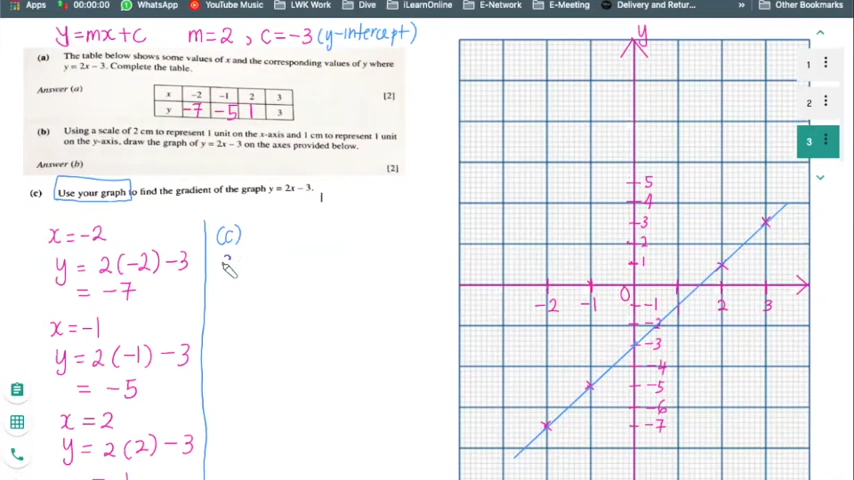 Apps 00:00:00 WhatsApp YouTube Music LWK Work Dive iLearnOnline E-Network E-Meeting Delivery and Retur... » Other Bookmarks
y=mx+c m=2 , c=-3(y-intercept)
(a) The table below shows some values of x and the corresponding values of y where
y = 2x – 3. Complete the table.
Answer (a)
x -2 -1 2 3
y -7 -5 1 3
[2]
(b) Using a scale of 2 cm to represent 1 unit on the x-axis and 1 cm to represent 1 unit
on the y-axis, draw the graph of y = 2x – 3 on the axes provided below.
Answer (b)
[2]
(c) Use your graph to find the gradient of the graph y = 2x – 3.
x=-2
y = 2(-2)-3
= -7
x=-1
y = 2(-1)-3
= -5
x=2
y = 2(2)-3
(c)
y
5
4
3
2
1
-2 -1 0 2 3
-1
-2
-3
-4
-5
-6
-7
1
2
3